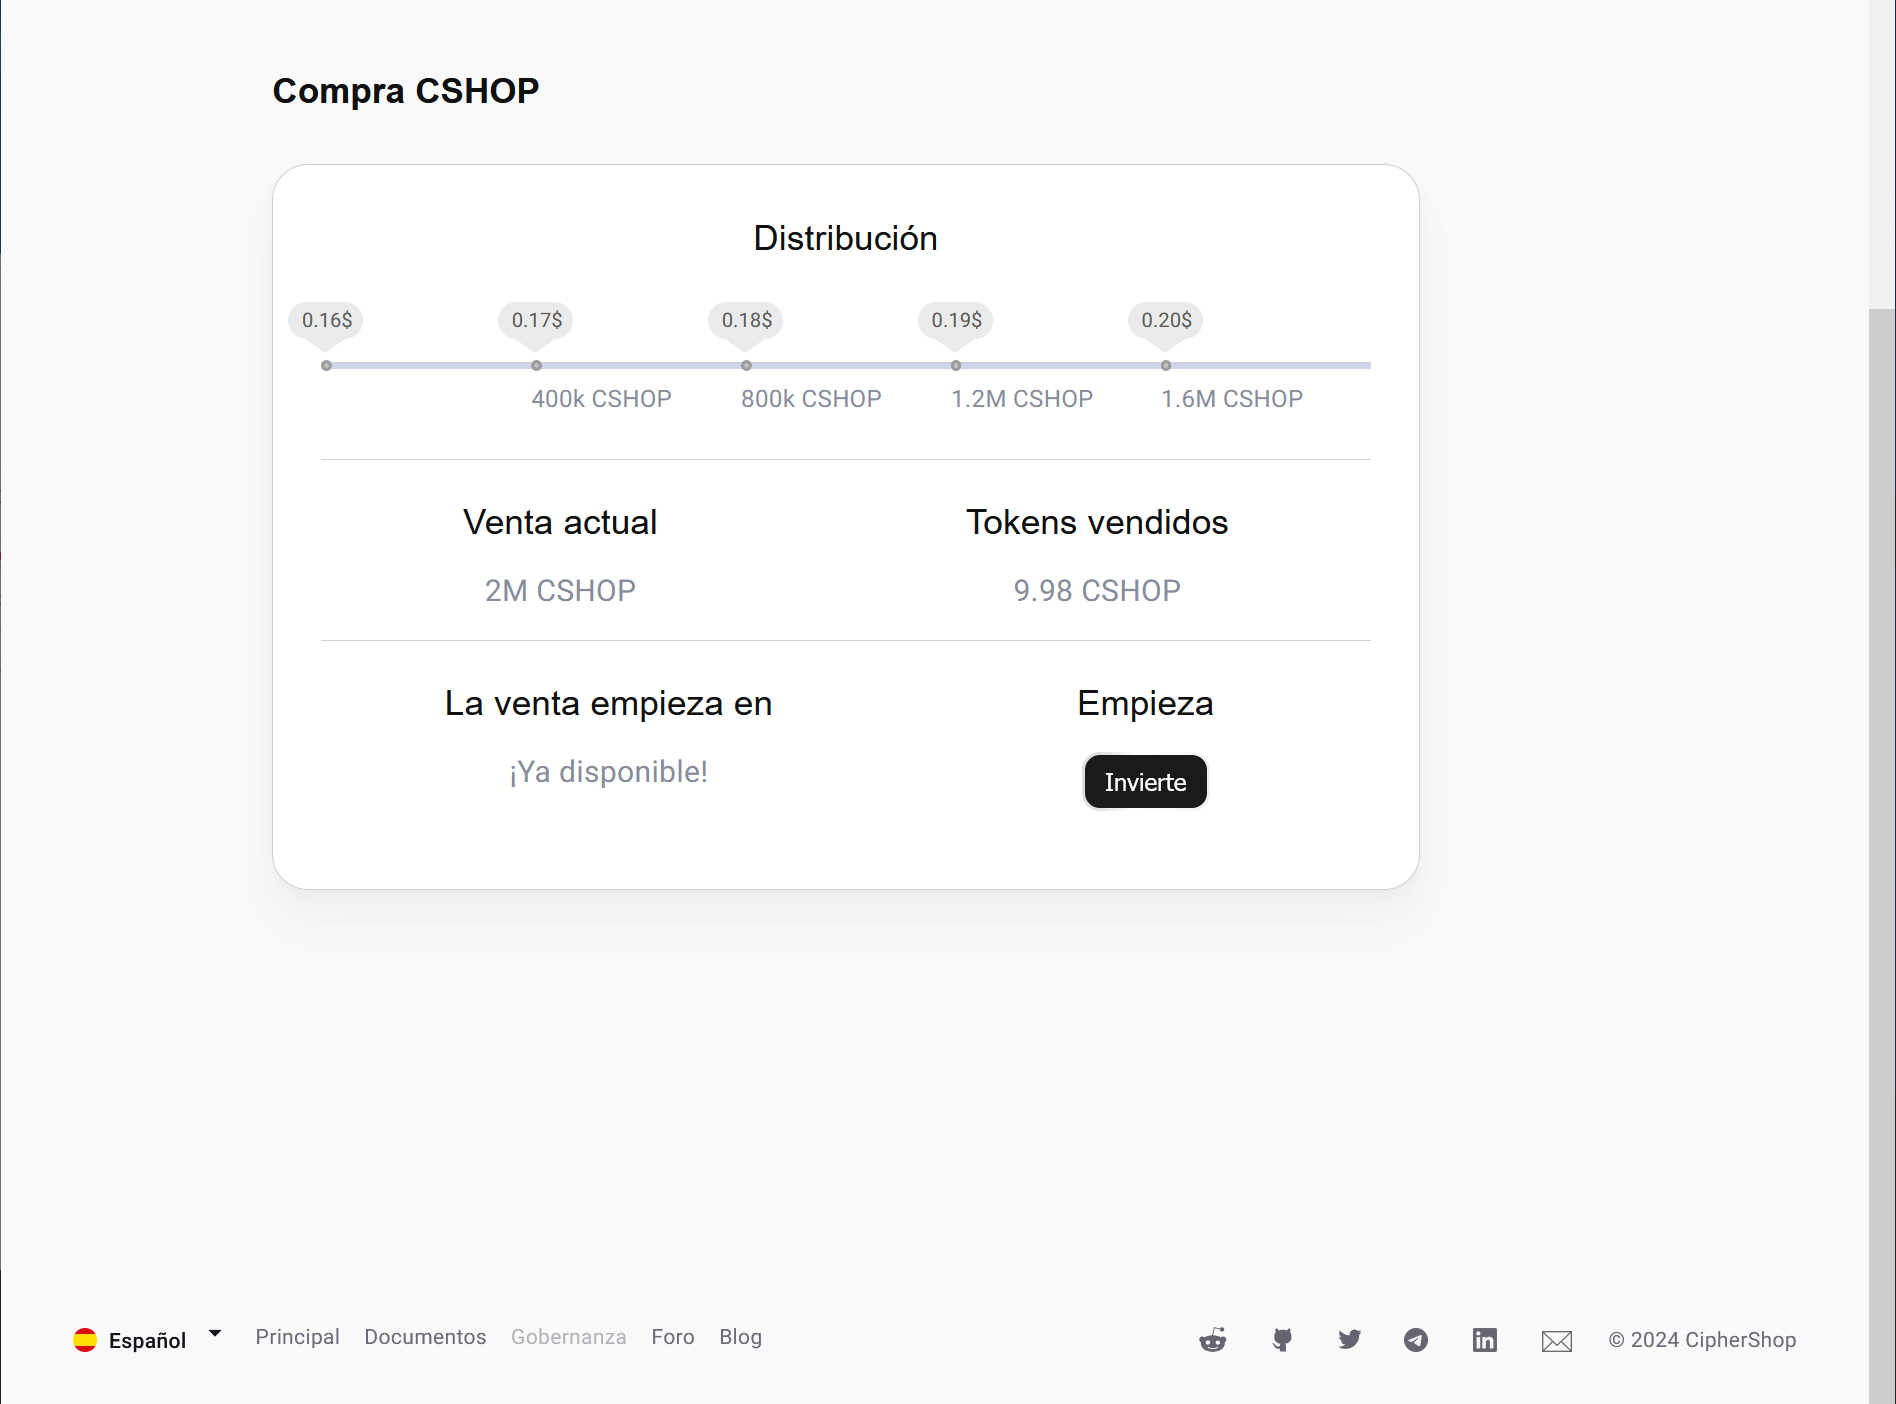 Compra CSHOP
Distribución
0.16$ 0.17$ 0.18$ 0.19$ 0.20$
400k CSHOP 800k CSHOP 1.2M CSHOP 1.6M CSHOP
Venta actual Tokens vendidos
2M CSHOP 9.98 CSHOP
La venta empieza en Empieza
¡Ya disponible! Invierte
Español Principal Documentos Gobernanza Foro Blog © 2024 CipherShop